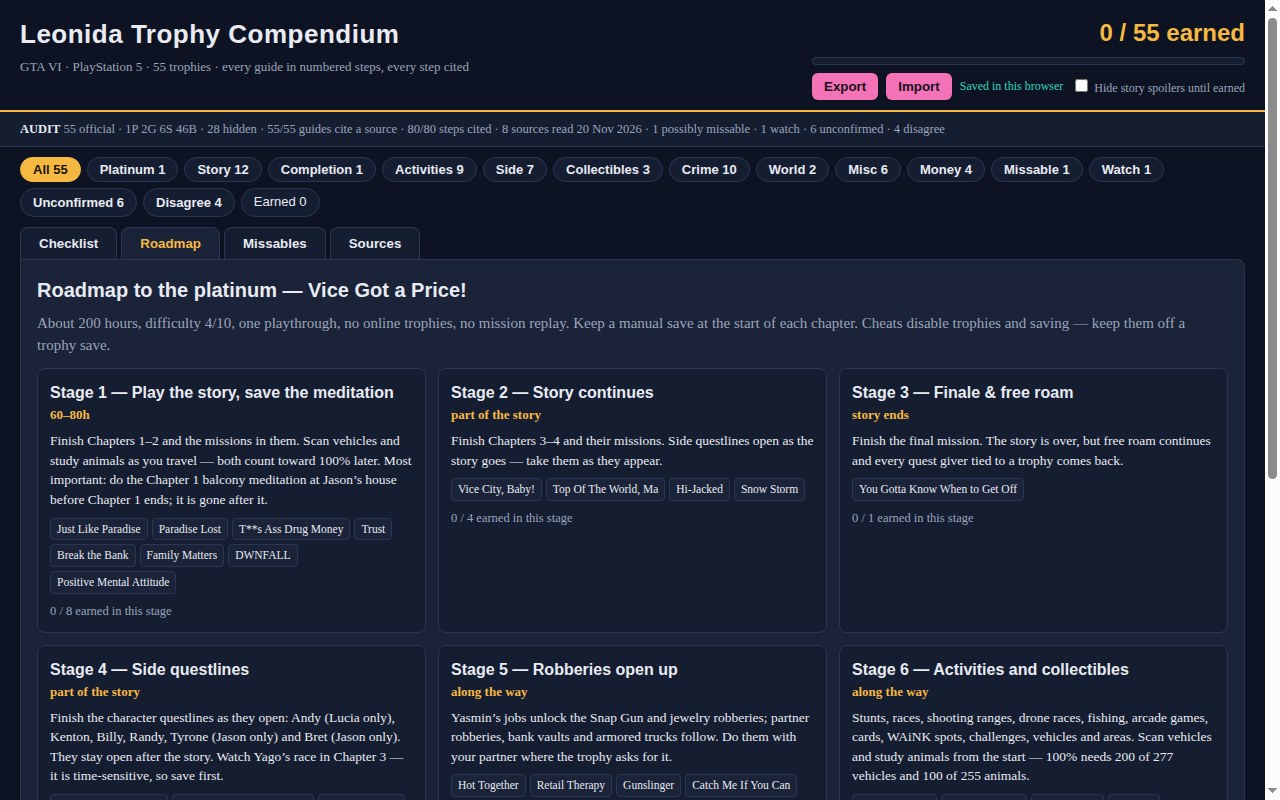 Leonida Trophy Compendium
GTA VI · PlayStation 5 · 55 trophies · every guide in numbered steps, every step cited
0 / 55 earned
Export Import Saved in this browser Hide story spoilers until earned
AUDIT 55 official · 1P 2G 6S 46B · 28 hidden · 55/55 guides cite a source · 80/80 steps cited · 8 sources read 20 Nov 2026 · 1 possibly missable · 1 watch · 6 unconfirmed · 4 disagree
All 55 Platinum 1 Story 12 Completion 1 Activities 9 Side 7 Collectibles 3 Crime 10 World 2 Misc 6 Money 4 Missable 1 Watch 1
Unconfirmed 6 Disagree 4 Earned 0
Checklist Roadmap Missables Sources
Roadmap to the platinum — Vice Got a Price!
About 200 hours, difficulty 4/10, one playthrough, no online trophies, no mission replay. Keep a manual save at the start of each chapter. Cheats disable trophies and saving — keep them off a
trophy save.
Stage 1 — Play the story, save the meditation
60–80h
Finish Chapters 1–2 and the missions in them. Scan vehicles and
study animals as you travel — both count toward 100% later. Most
important: do the Chapter 1 balcony meditation at Jason’s house
before Chapter 1 ends; it is gone after it.
Just Like Paradise Paradise Lost T**s Ass Drug Money Trust
Break the Bank Family Matters DWNFALL
Positive Mental Attitude
0 / 8 earned in this stage
Stage 2 — Story continues
part of the story
Finish Chapters 3–4 and their missions. Side questlines open as the
story goes — take them as they appear.
Vice City, Baby! Top Of The World, Ma Hi-Jacked Snow Storm
0 / 4 earned in this stage
Stage 3 — Finale & free roam
story ends
Finish the final mission. The story is over, but free roam continues
and every quest giver tied to a trophy comes back.
You Gotta Know When to Get Off
0 / 1 earned in this stage
Stage 4 — Side questlines
part of the story
Finish the character questlines as they open: Andy (Lucia only),
Kenton, Billy, Randy, Tyrone (Jason only) and Bret (Jason only).
They stay open after the story. Watch Yago’s race in Chapter 3 —
it is time-sensitive, so save first.
Stage 5 — Robberies open up
along the way
Yasmin’s jobs unlock the Snap Gun and jewelry robberies; partner
robberies, bank vaults and armored trucks follow. Do them with
your partner where the trophy asks for it.
Hot Together Retail Therapy Gunslinger Catch Me If You Can
Stage 6 — Activities and collectibles
along the way
Stunts, races, shooting ranges, drone races, fishing, arcade games,
cards, WAiNK spots, challenges, vehicles and areas. Scan vehicles
and study animals from the start — 100% needs 200 of 277
vehicles and 100 of 255 animals.